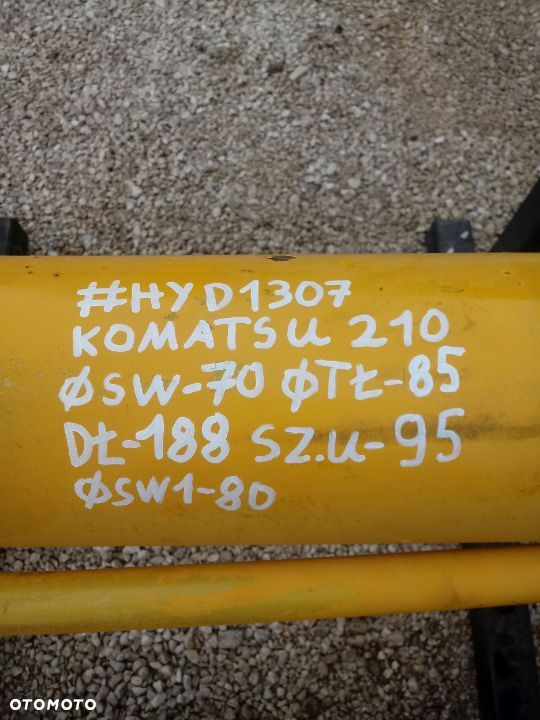 #HYD1307
KOMATSU 210
ØSW-70 ØTŁ-85
DŁ-188 SZ.U-95
ØSW1-80
OTOMOTO